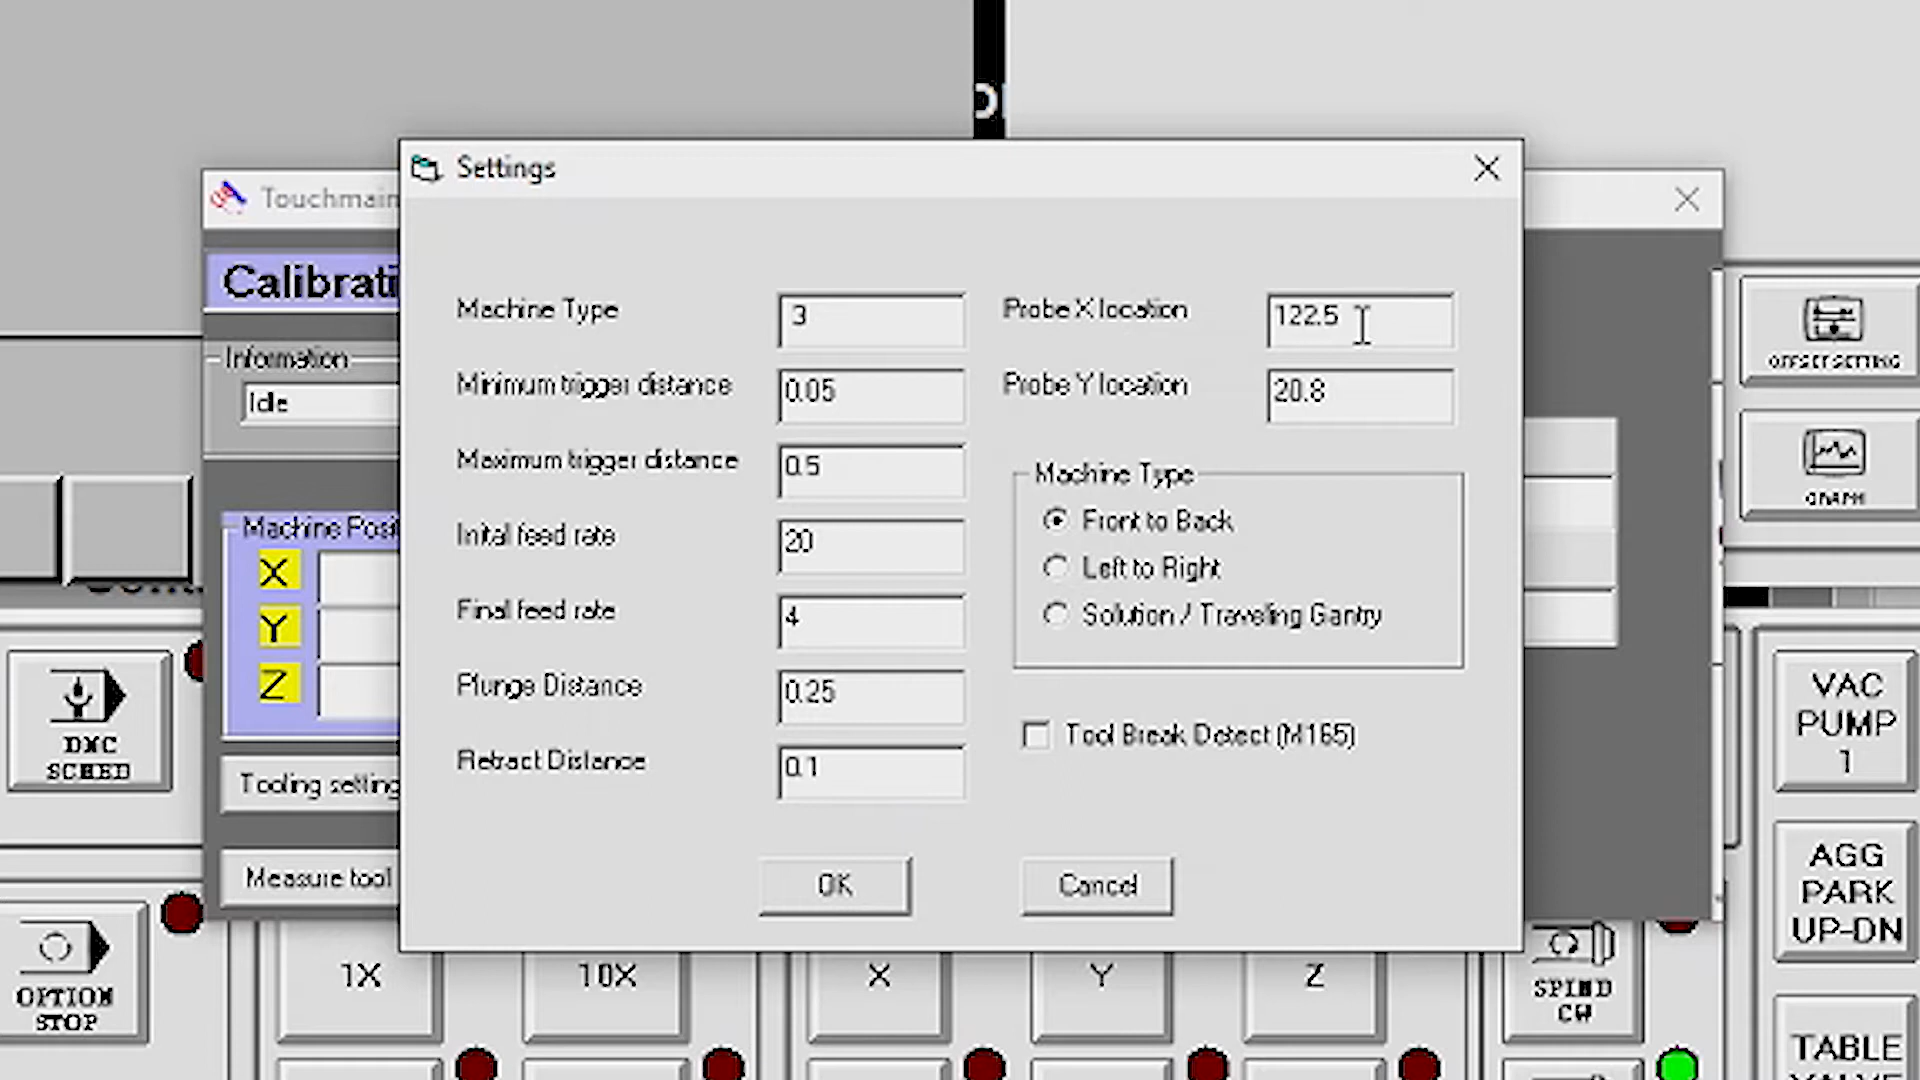 Settings
Touchmain
Calibrati
Information
Idle
Machine Posit
X
Y
Z
Tooling setting
Measure tool
Machine Type 3
Minimum trigger distance 0.05
Maximum trigger distance 0.5
Inital feed rate 20
Final feed rate 4
Plunge Distance 0.25
Retract Distance 0.1
Probe X location 122.5
Probe Y location 20.8
Machine Type
Front to Back
Left to Right
Solution / Traveling Gantry
Tool Break Detect (M165)
OK
Cancel
OFFSET SETTING
GRAPH
DNC
SCHED
OPTION
STOP
1X
10X
X
Y
Z
SPIND
CW
VAC
PUMP
1
AGG
PARK
UP-DN
TABLE